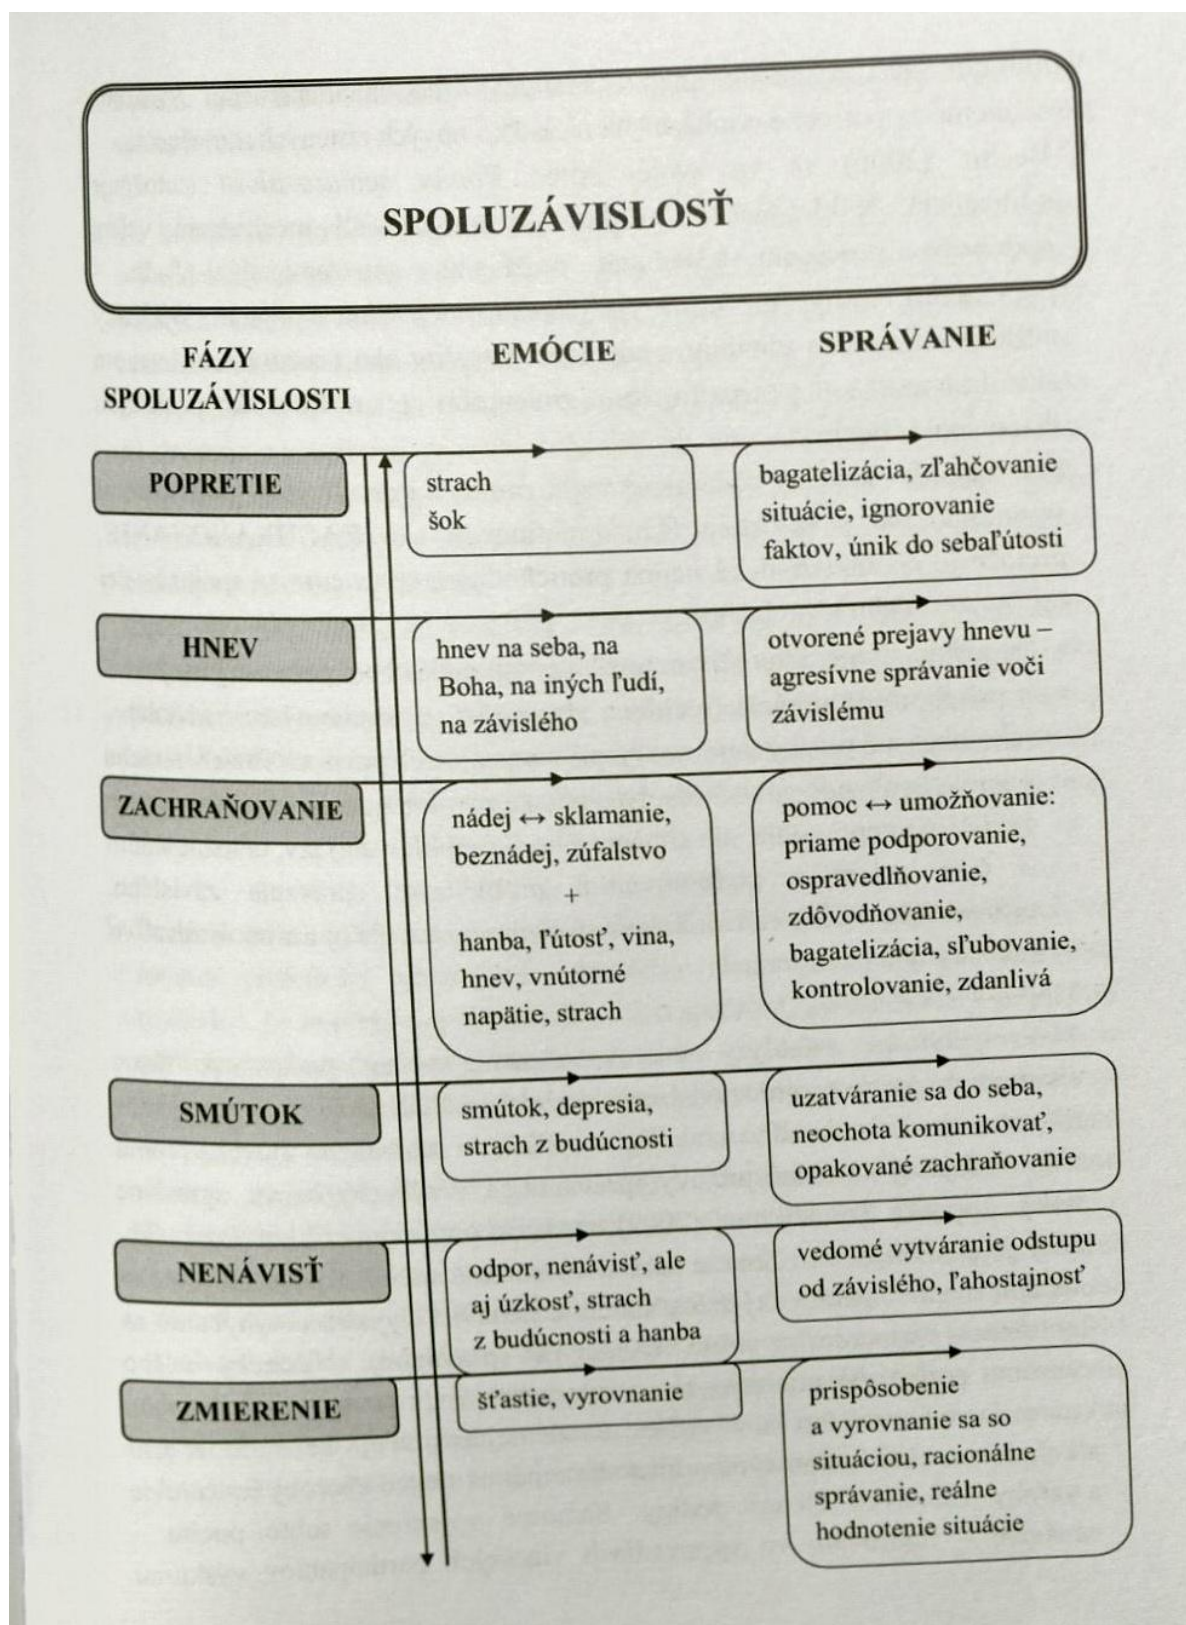 SPOLUZÁVISLOSŤ
FÁZY
SPOLUZÁVISLOSTI
EMÓCIE
SPRÁVANIE
POPRETIE
strach
šok
bagatelizácia, zľahčovanie
situácie, ignorovanie
faktov, únik do sebaľútosti
HNEV
hnev na seba, na
Boha, na iných ľudí,
na závislého
otvorené prejavy hnevu –
agresívne správanie voči
závislému
ZACHRAŇOVANIE
nádej ↔ sklamanie,
beznádej, zúfalstvo
+
hanba, ľútosť, vina,
hnev, vnútorné
napätie, strach
pomoc ↔ umožňovanie:
priame podporovanie,
ospravedlňovanie,
zdôvodňovanie,
bagatelizácia, sľubovanie,
kontrolovanie, zdanlivá
SMÚTOK
smútok, depresia,
strach z budúcnosti
uzatváranie sa do seba,
neochota komunikovať,
opakované zachraňovanie
NENÁVISŤ
odpor, nenávisť, ale
aj úzkosť, strach
z budúcnosti a hanba
vedomé vytváranie odstupu
od závislého, ľahostajnosť
ZMIERENIE
šťastie, vyrovnanie
prispôsobenie
a vyrovnanie sa so
situáciou, racionálne
správanie, reálne
hodnotenie situácie